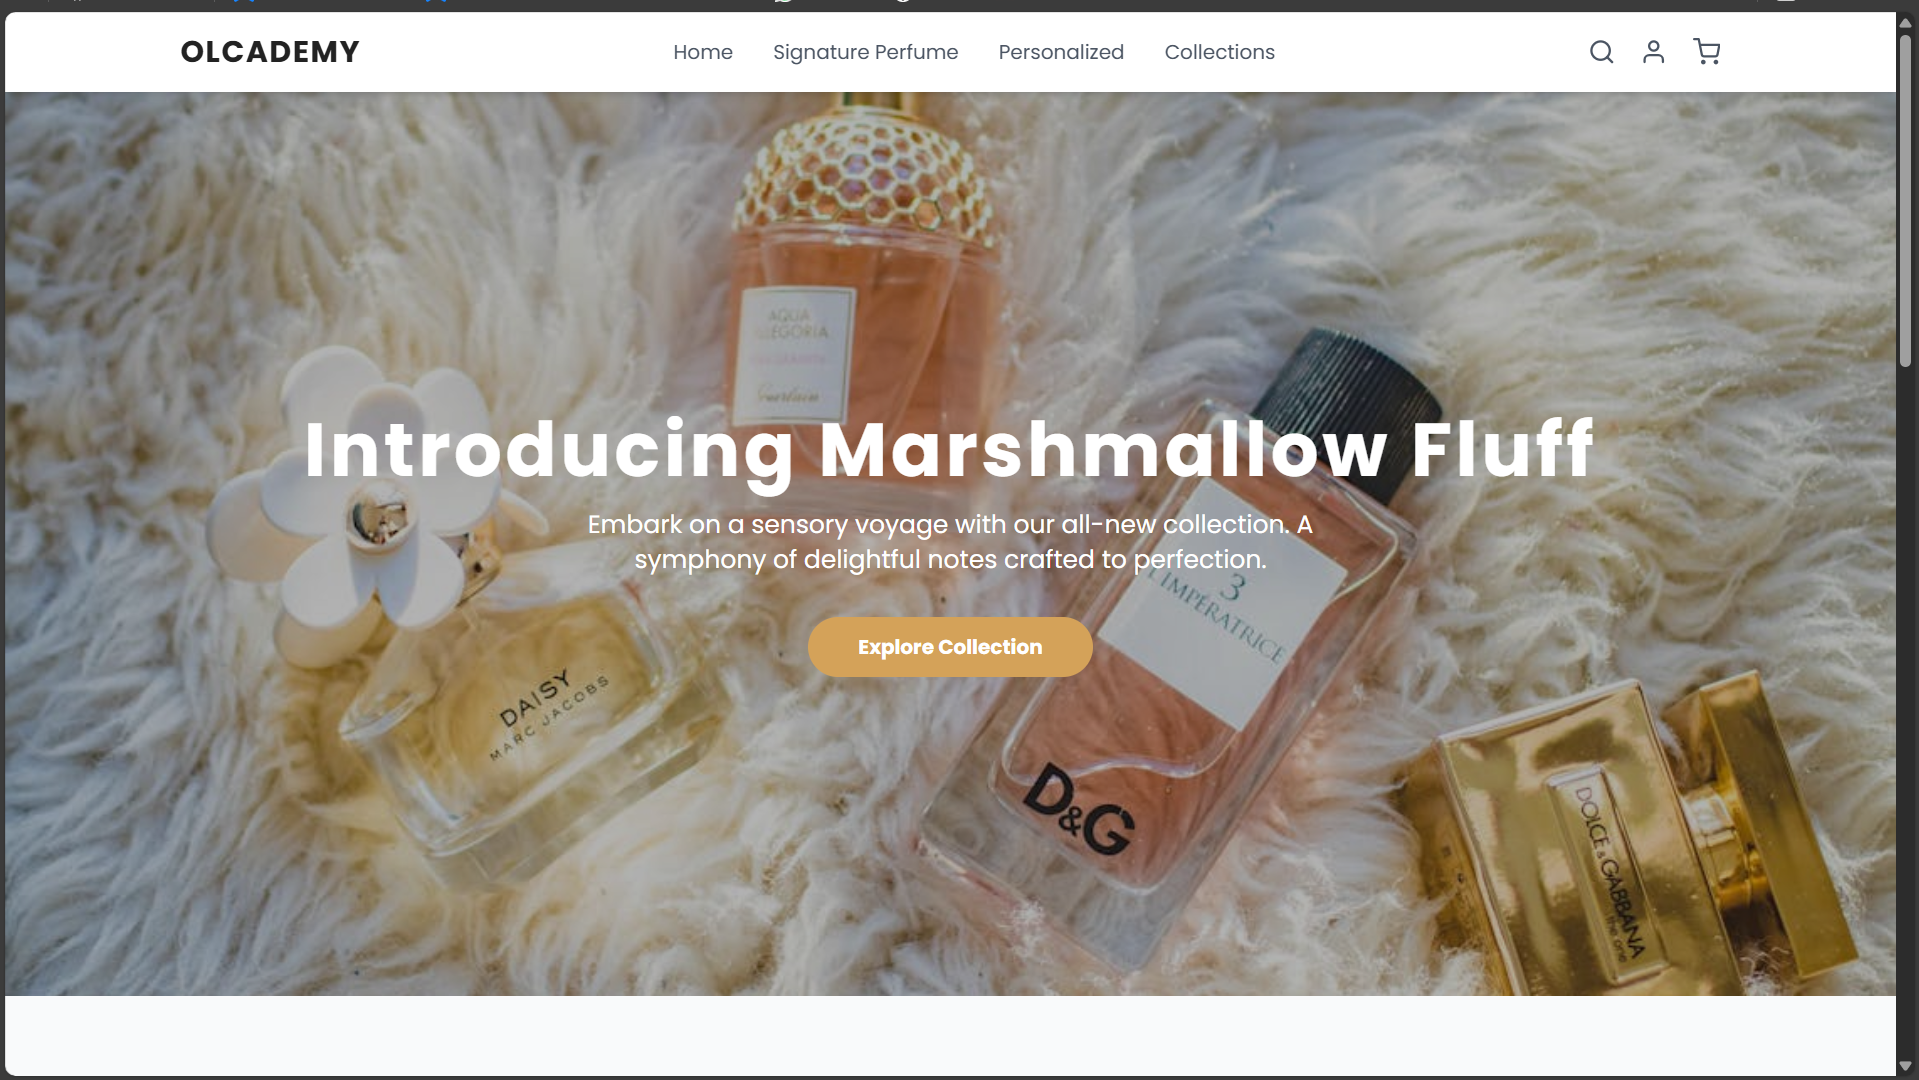 OLCADEMY
Home
Signature Perfume
Personalized
Collections
AQUA
ALLEGORIA
Guerlain
Introducing Marshmallow Fluff
Embark on a sensory voyage with our all-new collection. A
symphony of delightful notes crafted to perfection.
Explore Collection
3
L'IMPÉRATRICE
D&G
DAISY
MARC JACOBS
DOLCE & GABBANA
the one